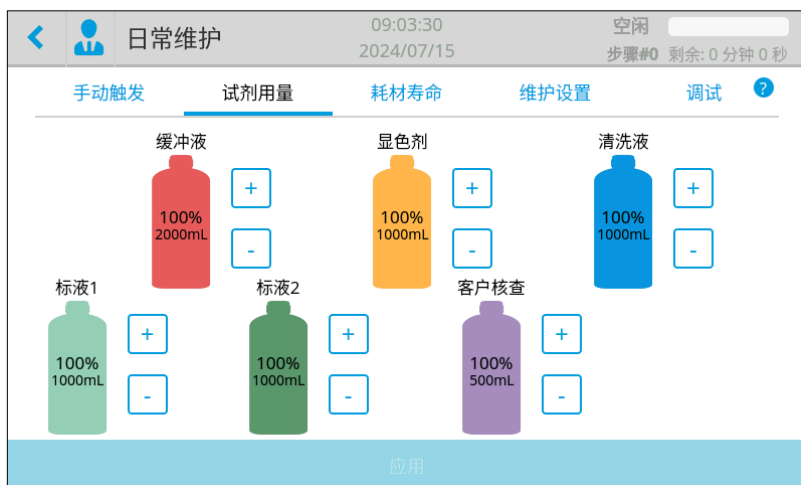 日常维护
09:03:30
2024/07/15
空闲
步骤#0 剩余: 0 分钟 0 秒
手动触发 试剂用量 耗材寿命 维护设置 调试 ?
缓冲液 显色剂 清洗液
+ + +
100% 100% 100%
2000mL 1000mL 1000mL
- - -
标液1 标液2 客户核查
+ + +
100% 100% 100%
1000mL 1000mL 500mL
- - -
应用